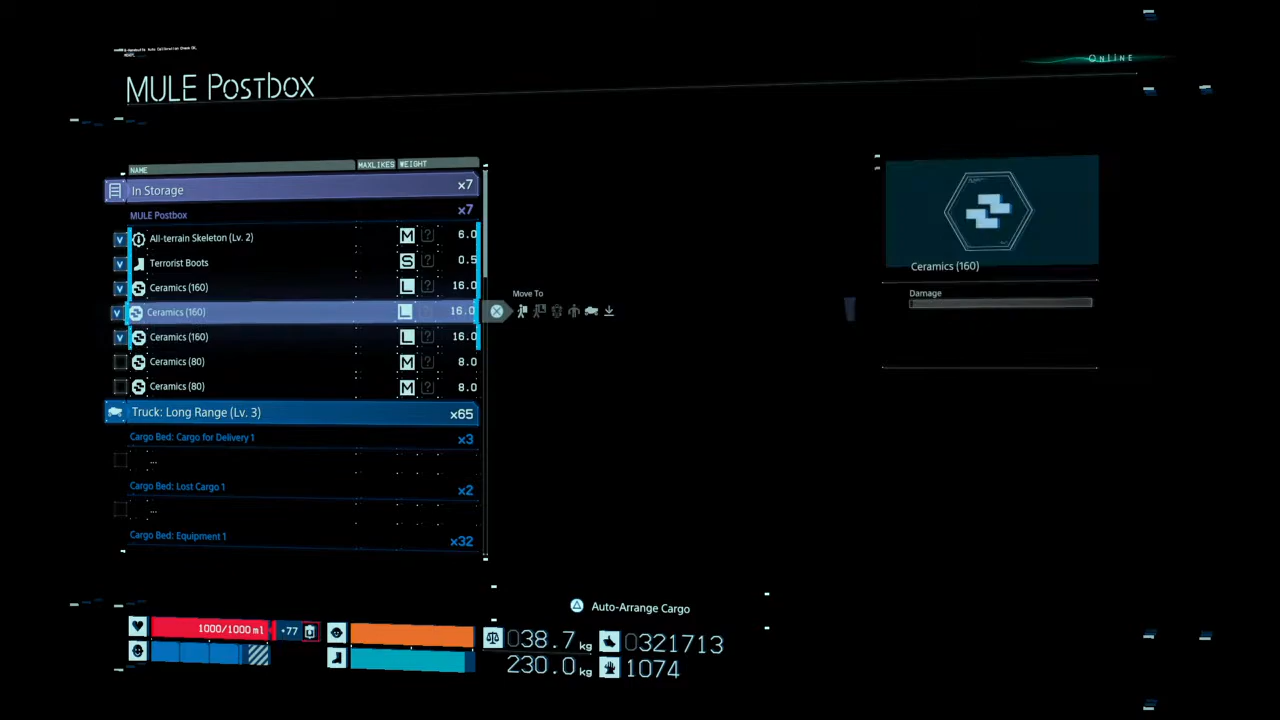 MULE Postbox
Online
NAME MAXLIKES WEIGHT
In Storage x7
MULE Postbox x7
All-terrain Skeleton (Lv. 2) M ? 6.0
Terrorist Boots S ? 0.5
Ceramics (160) L ? 16.0
Ceramics (160) L 16.0
Ceramics (160) L ? 16.0
Ceramics (80) M ? 8.0
Ceramics (80) M ? 8.0
Truck: Long Range (Lv. 3) x65
Cargo Bed: Cargo for Delivery 1 x3
...
Cargo Bed: Lost Cargo 1 x2
...
Cargo Bed: Equipment 1 x32
Move To
Ceramics (160)
Damage
Auto-Arrange Cargo
1000/1000 ml +77
038.7 kg 0321713
230.0 kg 1074